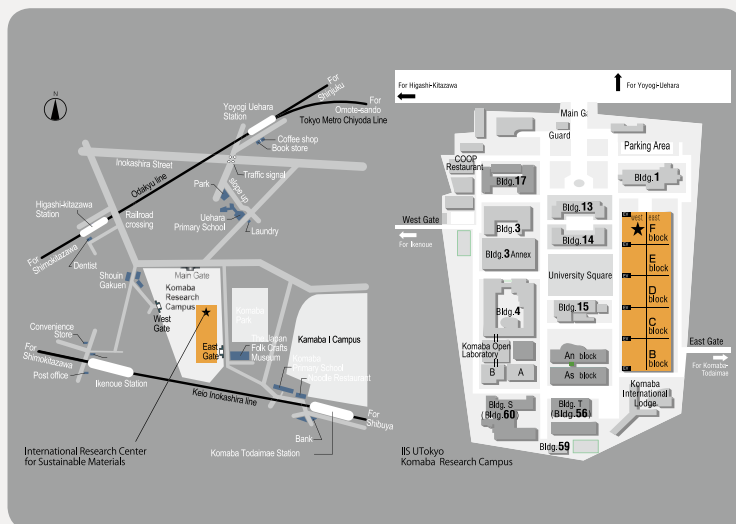 N
For
Shinjuku
For
Omote-sando
Yoyogi Uehara
Station
Tokyo Metro Chiyoda Line
Coffee shop
Book store
Inokashira Street
Traffic signal
Odakyu line
slope up
Park
Higashi-kitazawa
Station
Railroad
crossing
Uehara
Primary School
Laundry
For
Shimokitazawa
Dentist
Shouin
Gakuen
Main Gate
Komaba
Research
Campus
West
Gate
Komaba
Park
Kamaba I Campus
Convenience
Store
East
Gate
The Japan
Folk Crafts
Musqum
Komaba
Primary School
Noodle Restaurant
For
Shimokitazawa
Post office
Ikenoue Station
Keio Inokashira line
For
Shibuya
Bank
Komaba Todaimae Station
International Research Center
for Sustainable Materials
For Higashi-Kitazawa
For Yoyogi-Uehara
Main Ga
Guard
Parking Area
COOP
Restaurant
Bldg.17
Bldg.1
Bldg.13
West Gate
For Ikenoue
Bldg.3
Bldg.14
Bldg.3 Annex
west east
F
block
E
block
D
block
C
block
B
block
University Square
Bldg.4
Bldg.15
Komaba Open
Laboratory
B A
An block
As block
East Gate
For Komaba-
Todaimae
Komaba
International
Lodge
Bldg. S
(Bldg.60)
Bldg. T
(Bldg.56)
Bldg.59
IIS UTokyo
Komaba Research Campus